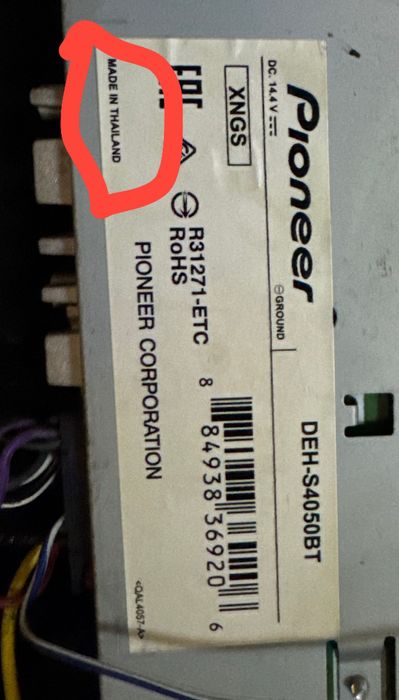 Pioneer
DEH-S4050BT
DC. 14.4 V
⊖GROUND
XNGS
8 84938 36920 6
EAC
R31271-ETC
RoHS
PIONEER CORPORATION
MADE IN THAILAND
<QAL4057-A>